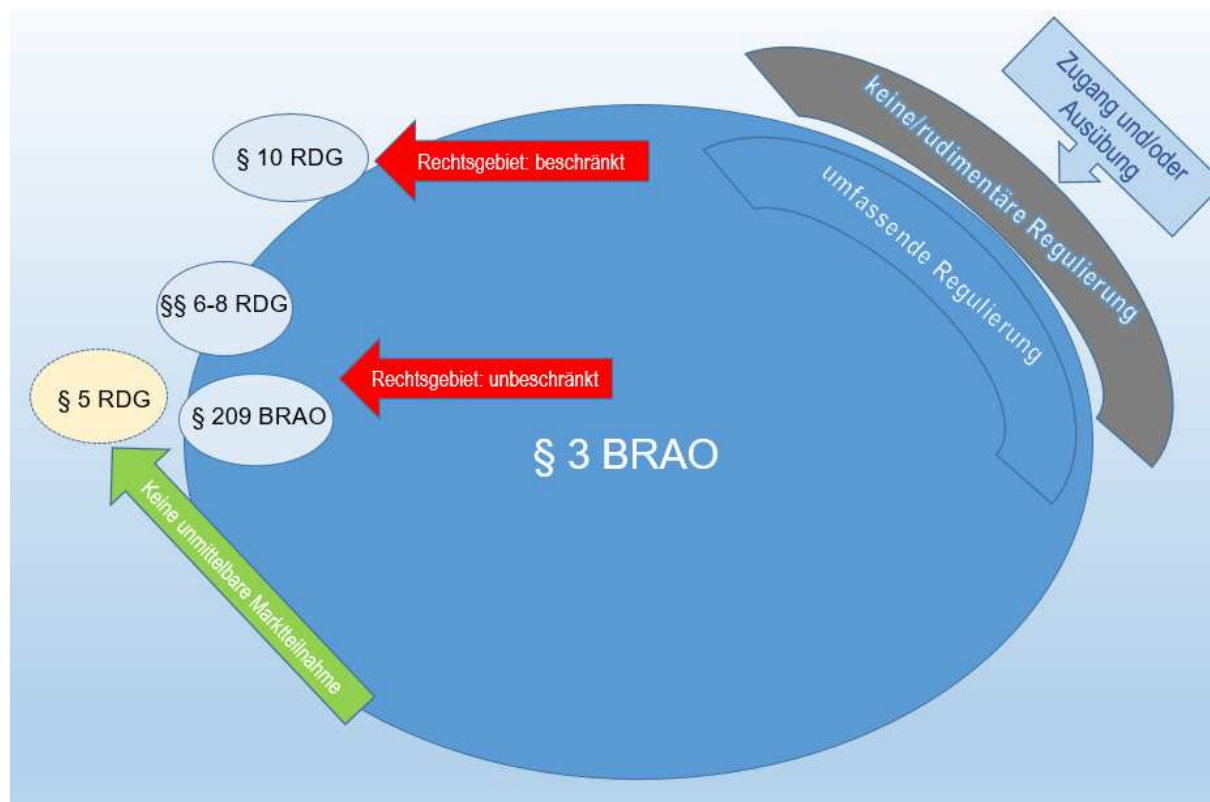 Zugang und/oder
Ausübung
keine/rudimentäre Regulierung
umfassende Regulierung
§ 10 RDG
Rechtsgebiet: beschränkt
§§ 6-8 RDG
Rechtsgebiet: unbeschränkt
§ 5 RDG
§ 209 BRAO
§ 3 BRAO
Keine unmittelbare Marktteilnahme